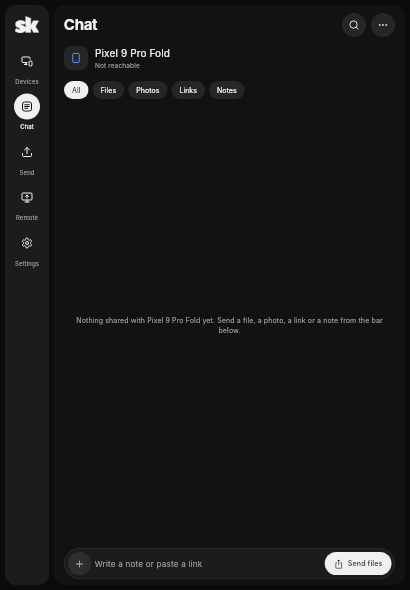 sk
Chat
Pixel 9 Pro Fold
Not reachable
All
Files
Photos
Links
Notes
Devices
Chat
Send
Remote
Settings
Nothing shared with Pixel 9 Pro Fold yet. Send a file, a photo, a link or a note from the bar
below.
Write a note or paste a link
Send files